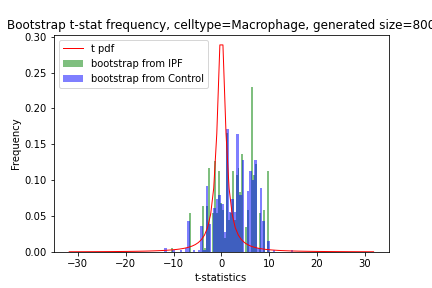 Bootstrap t-stat frequency, celltype=Macrophage, generated size=800
t pdf
bootstrap from IPF
bootstrap from Control
Frequency
0.30
0.25
0.20
0.15
0.10
0.05
0.00
−30
−20
−10
0
10
20
30
t-statistics